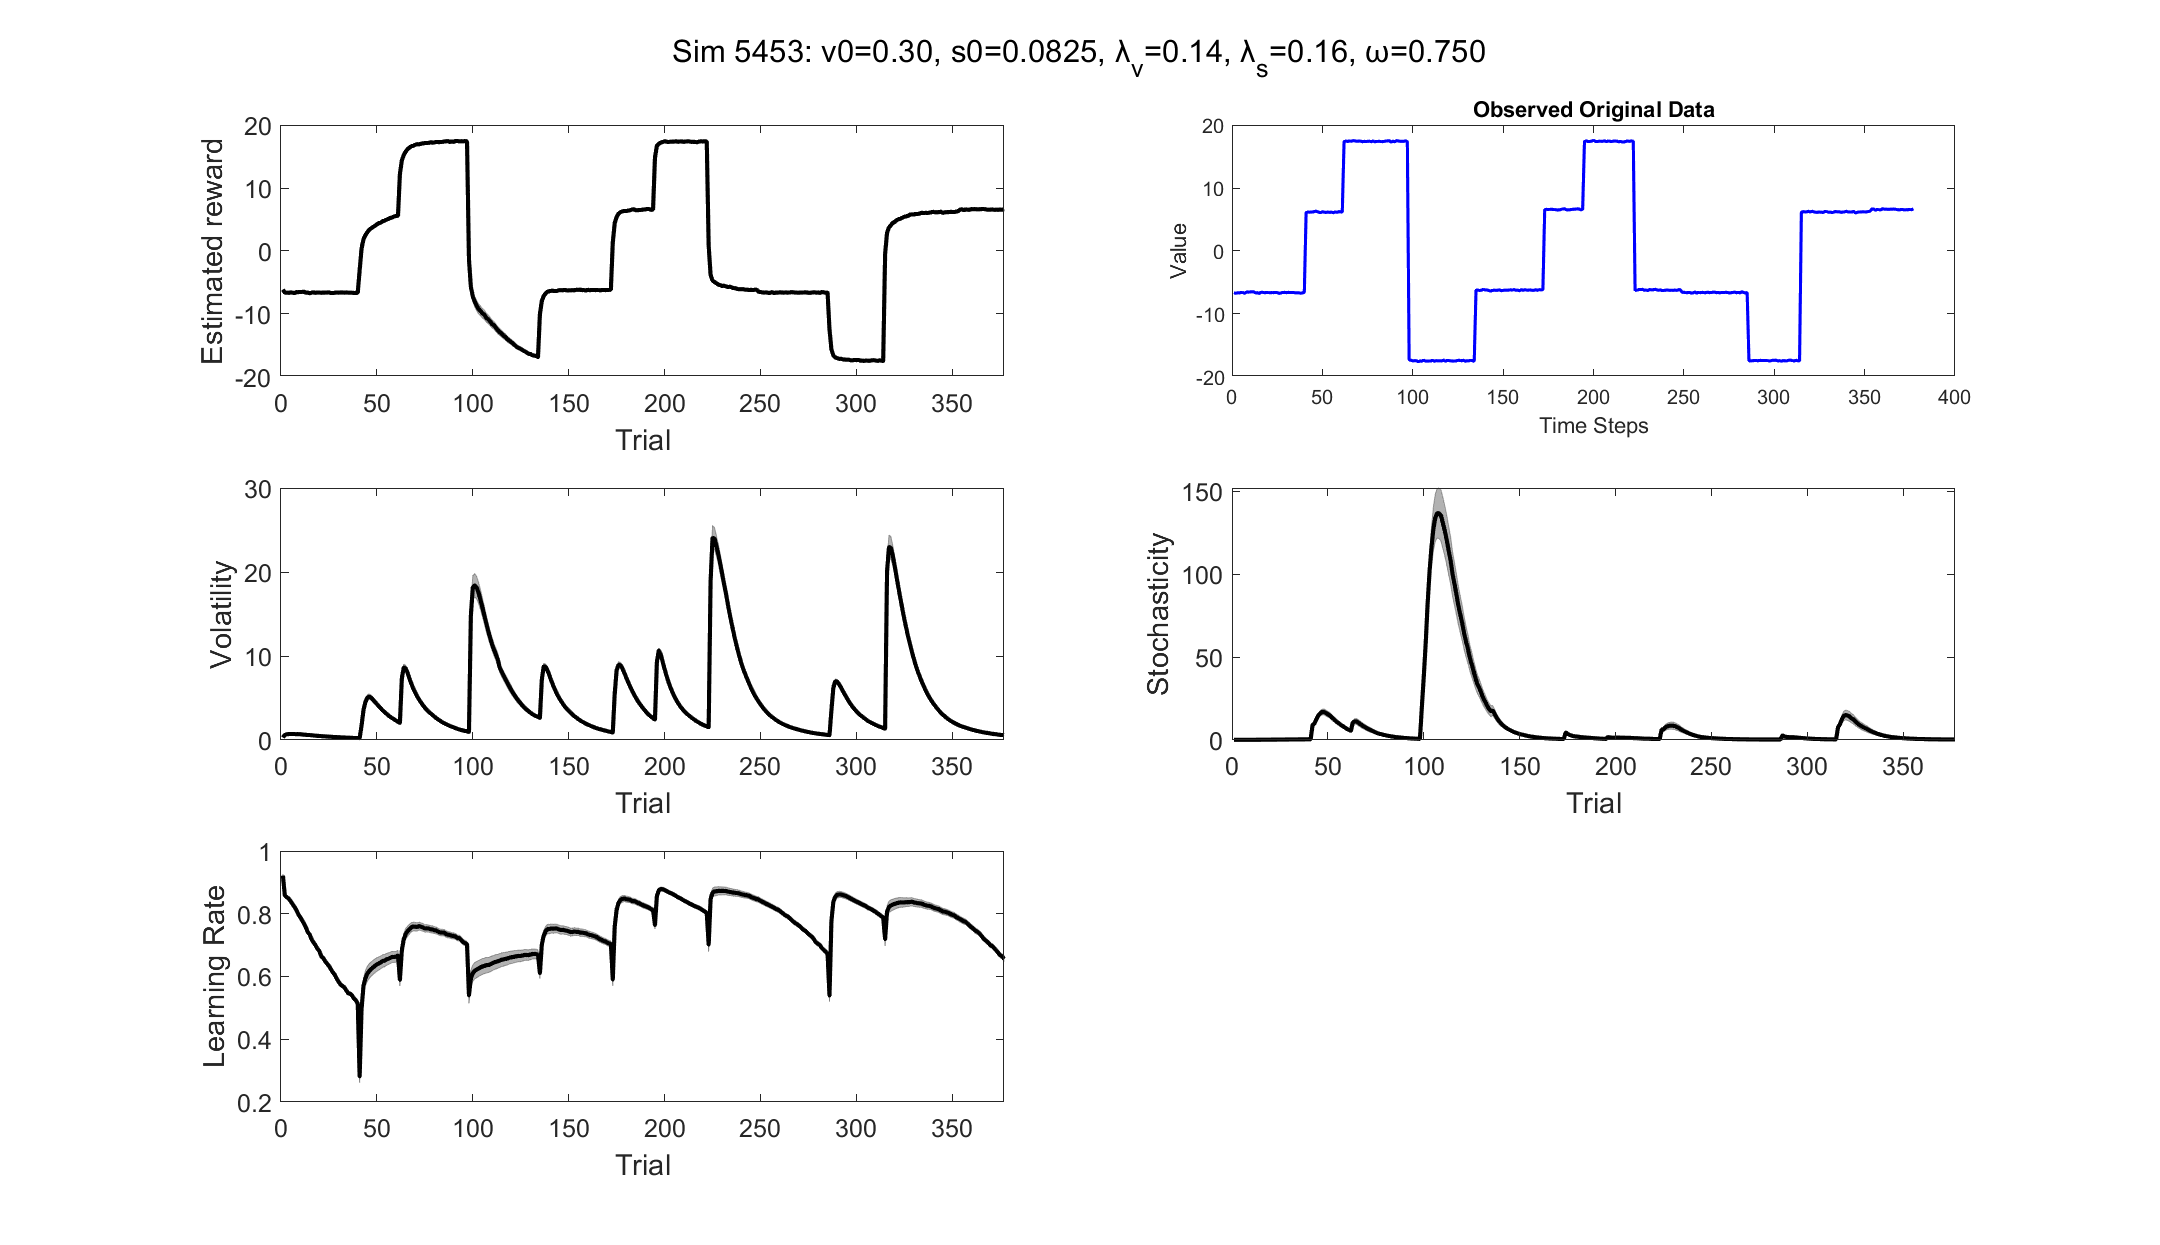 Sim 5453: v0=0.30, s0=0.0825, λv=0.14, λs=0.16, ω=0.750
Estimated reward
20
10
0
-10
-20
0 50 100 150 200 250 300 350
Trial
Observed Original Data
Value
20
10
0
-10
-20
0 50 100 150 200 250 300 350 400
Time Steps
Volatility
30
20
10
0
0 50 100 150 200 250 300 350
Trial
Stochasticity
150
100
50
0
0 50 100 150 200 250 300 350
Trial
Learning Rate
1
0.8
0.6
0.4
0.2
0 50 100 150 200 250 300 350
Trial